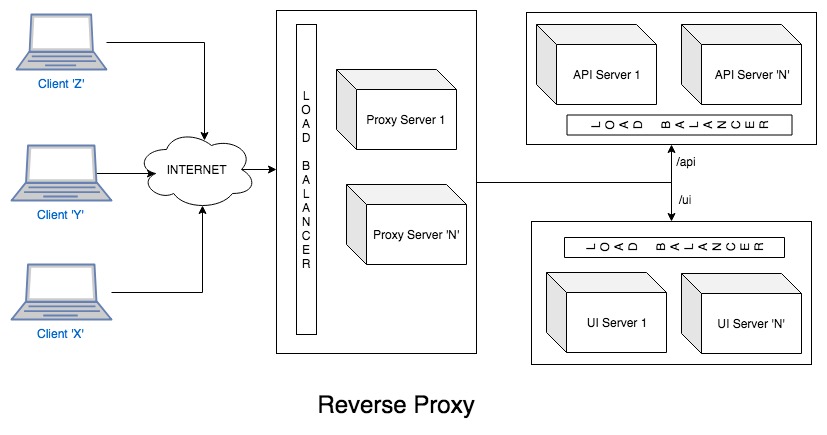 Client 'Z'
Client 'Y'
Client 'X'
INTERNET
LOAD BALANCER
Proxy Server 1
Proxy Server 'N'
API Server 1
API Server 'N'
LOAD BALANCER
/api
/ui
LOAD BALANCER
UI Server 1
UI Server 'N'
Reverse Proxy